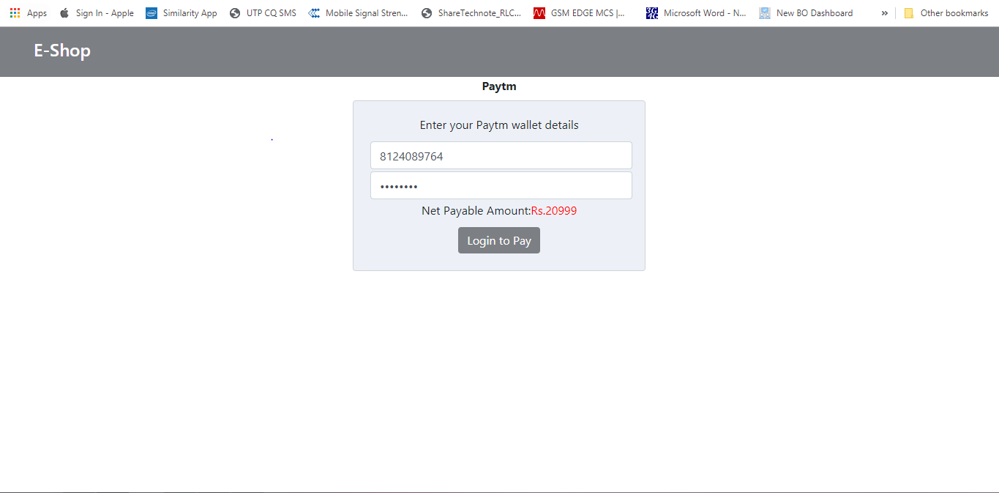 Apps Sign In - Apple Similarity App UTP CQ SMS Mobile Signal Stren... ShareTechnote_RLC... GSM EDGE MCS |... 3G 4G Microsoft Word - N... New BO Dashboard » Other bookmarks
E-Shop
Paytm
Enter your Paytm wallet details
8124089764
••••••••
Net Payable Amount:Rs.20999
Login to Pay